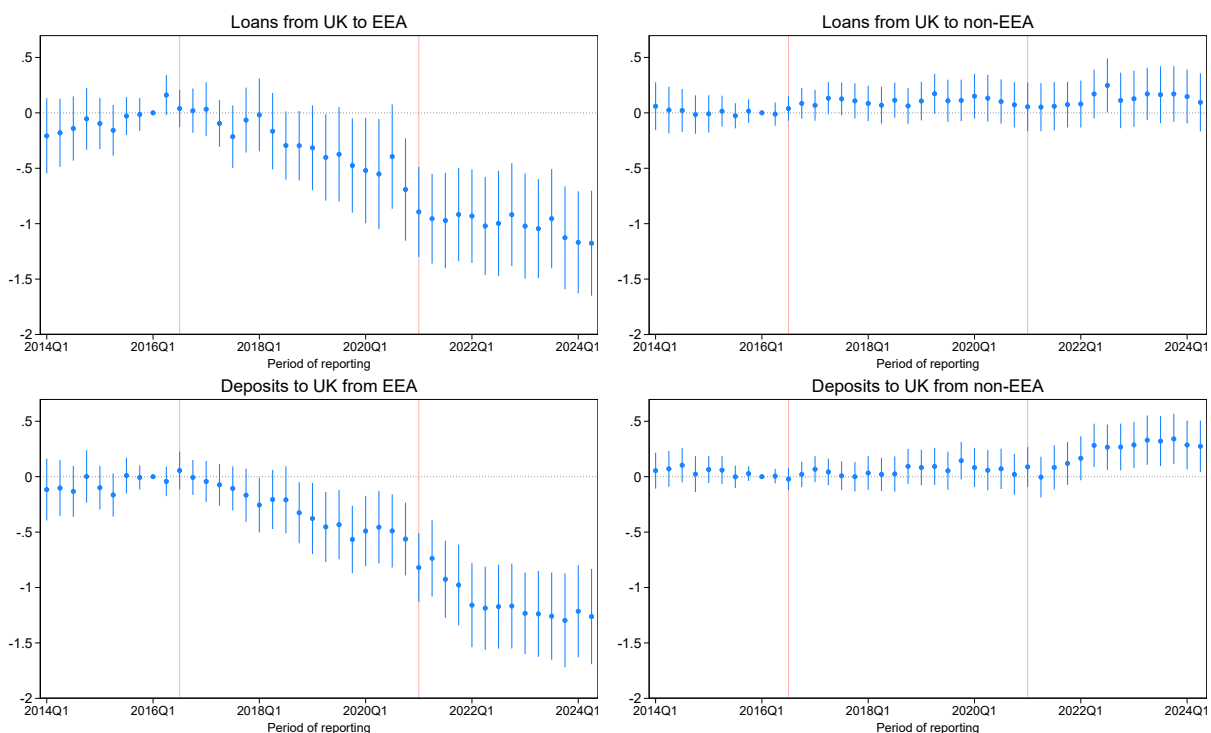 Loans from UK to EEA
.5
0
-.5
-1
-1.5
-2
2014Q1 2016Q1 2018Q1 2020Q1 2022Q1 2024Q1
Period of reporting
Loans from UK to non-EEA
.5
0
-.5
-1
-1.5
-2
2014Q1 2016Q1 2018Q1 2020Q1 2022Q1 2024Q1
Period of reporting
Deposits to UK from EEA
.5
0
-.5
-1
-1.5
-2
2014Q1 2016Q1 2018Q1 2020Q1 2022Q1 2024Q1
Period of reporting
Deposits to UK from non-EEA
.5
0
-.5
-1
-1.5
-2
2014Q1 2016Q1 2018Q1 2020Q1 2022Q1 2024Q1
Period of reporting